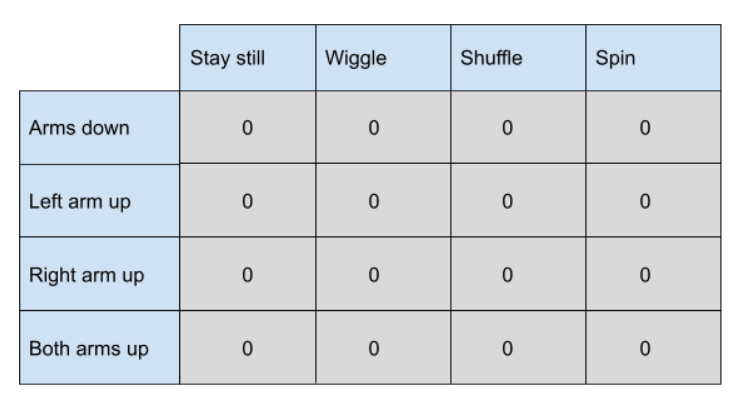 Stay still Wiggle Shuffle Spin
Arms down 0 0 0 0
Left arm up 0 0 0 0
Right arm up 0 0 0 0
Both arms up 0 0 0 0